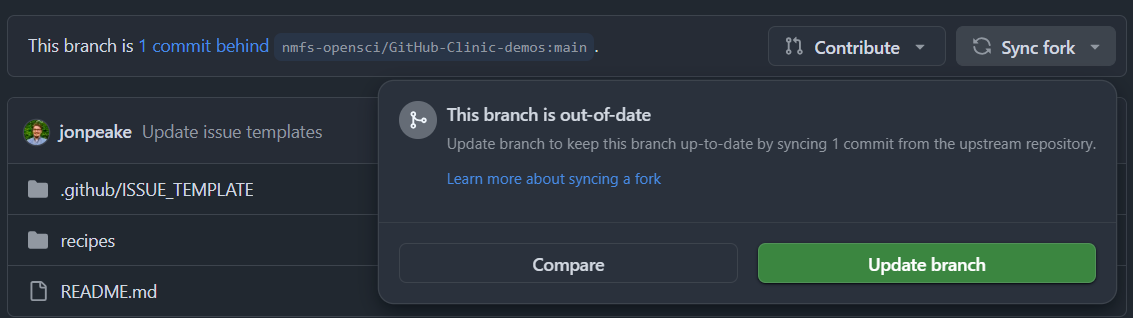 This branch is 1 commit behind nmfs-opensci/GitHub-Clinic-demos:main.
Contribute
Sync fork
This branch is out-of-date
Update branch to keep this branch up-to-date by syncing 1 commit from the upstream repository.
Learn more about syncing a fork
Compare
Update branch
jonpeake Update issue templates
.github/ISSUE_TEMPLATE
recipes
README.md